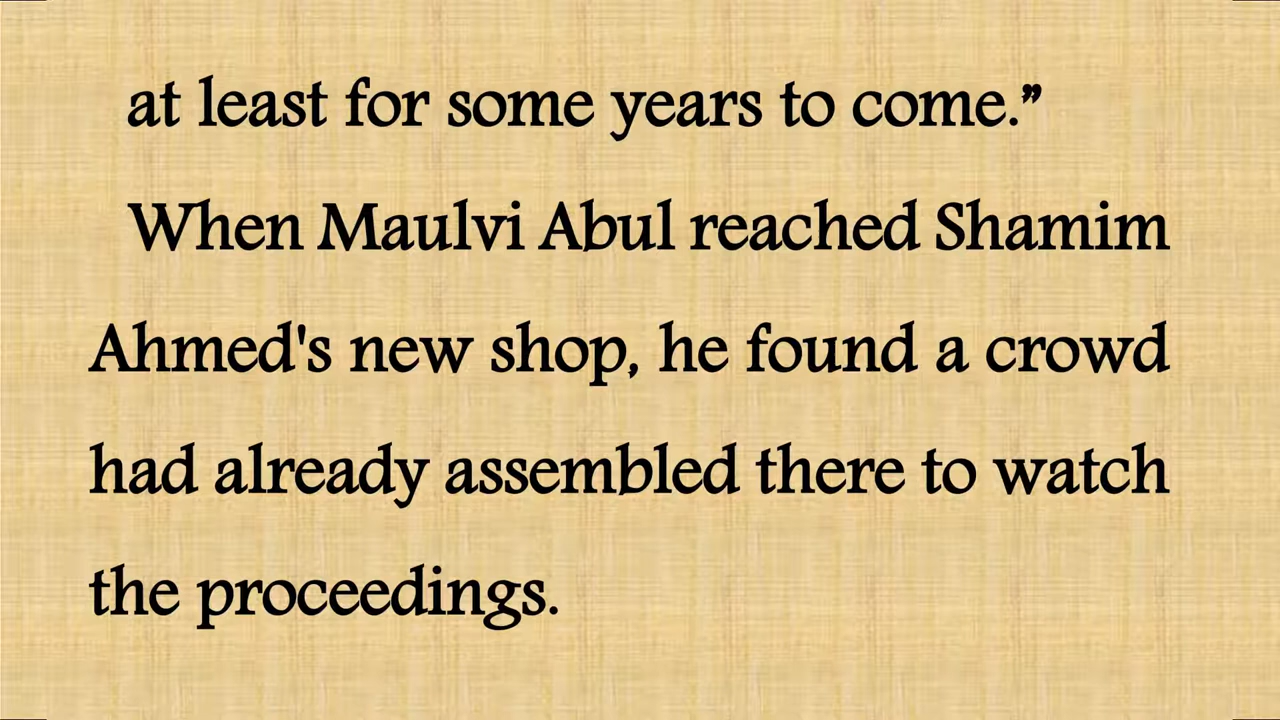 at least for some years to come.”
When Maulvi Abul reached Shamim
Ahmed's new shop, he found a crowd
had already assembled there to watch
the proceedings.